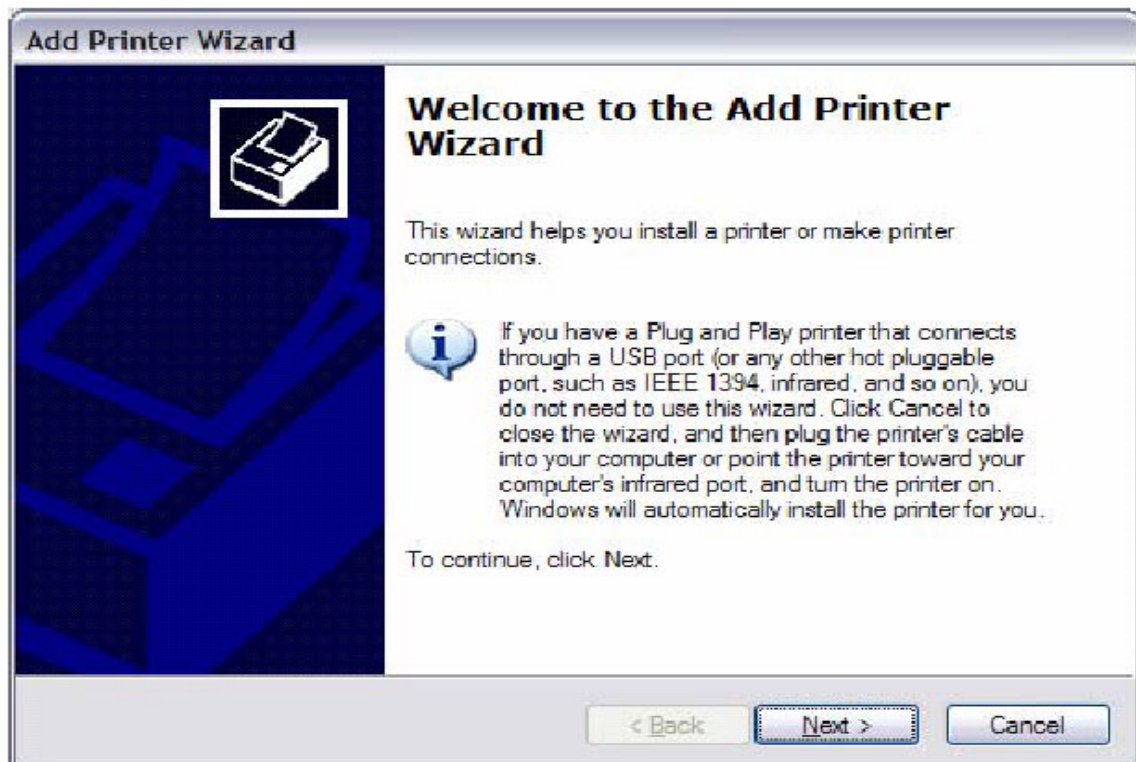 Add Printer Wizard
Welcome to the Add Printer
Wizard
This wizard helps you install a printer or make printer
connections.
If you have a Plug and Play printer that connects
through a USB port (or any other hot pluggable
port, such as IEEE 1394, infrared, and so on), you
do not need to use this wizard. Click Cancel to
close the wizard, and then plug the printer's cable
into your computer or point the printer toward your
computer's infrared port, and turn the printer on.
Windows will automatically install the printer for you.
To continue, click Next.
< Back Next > Cancel